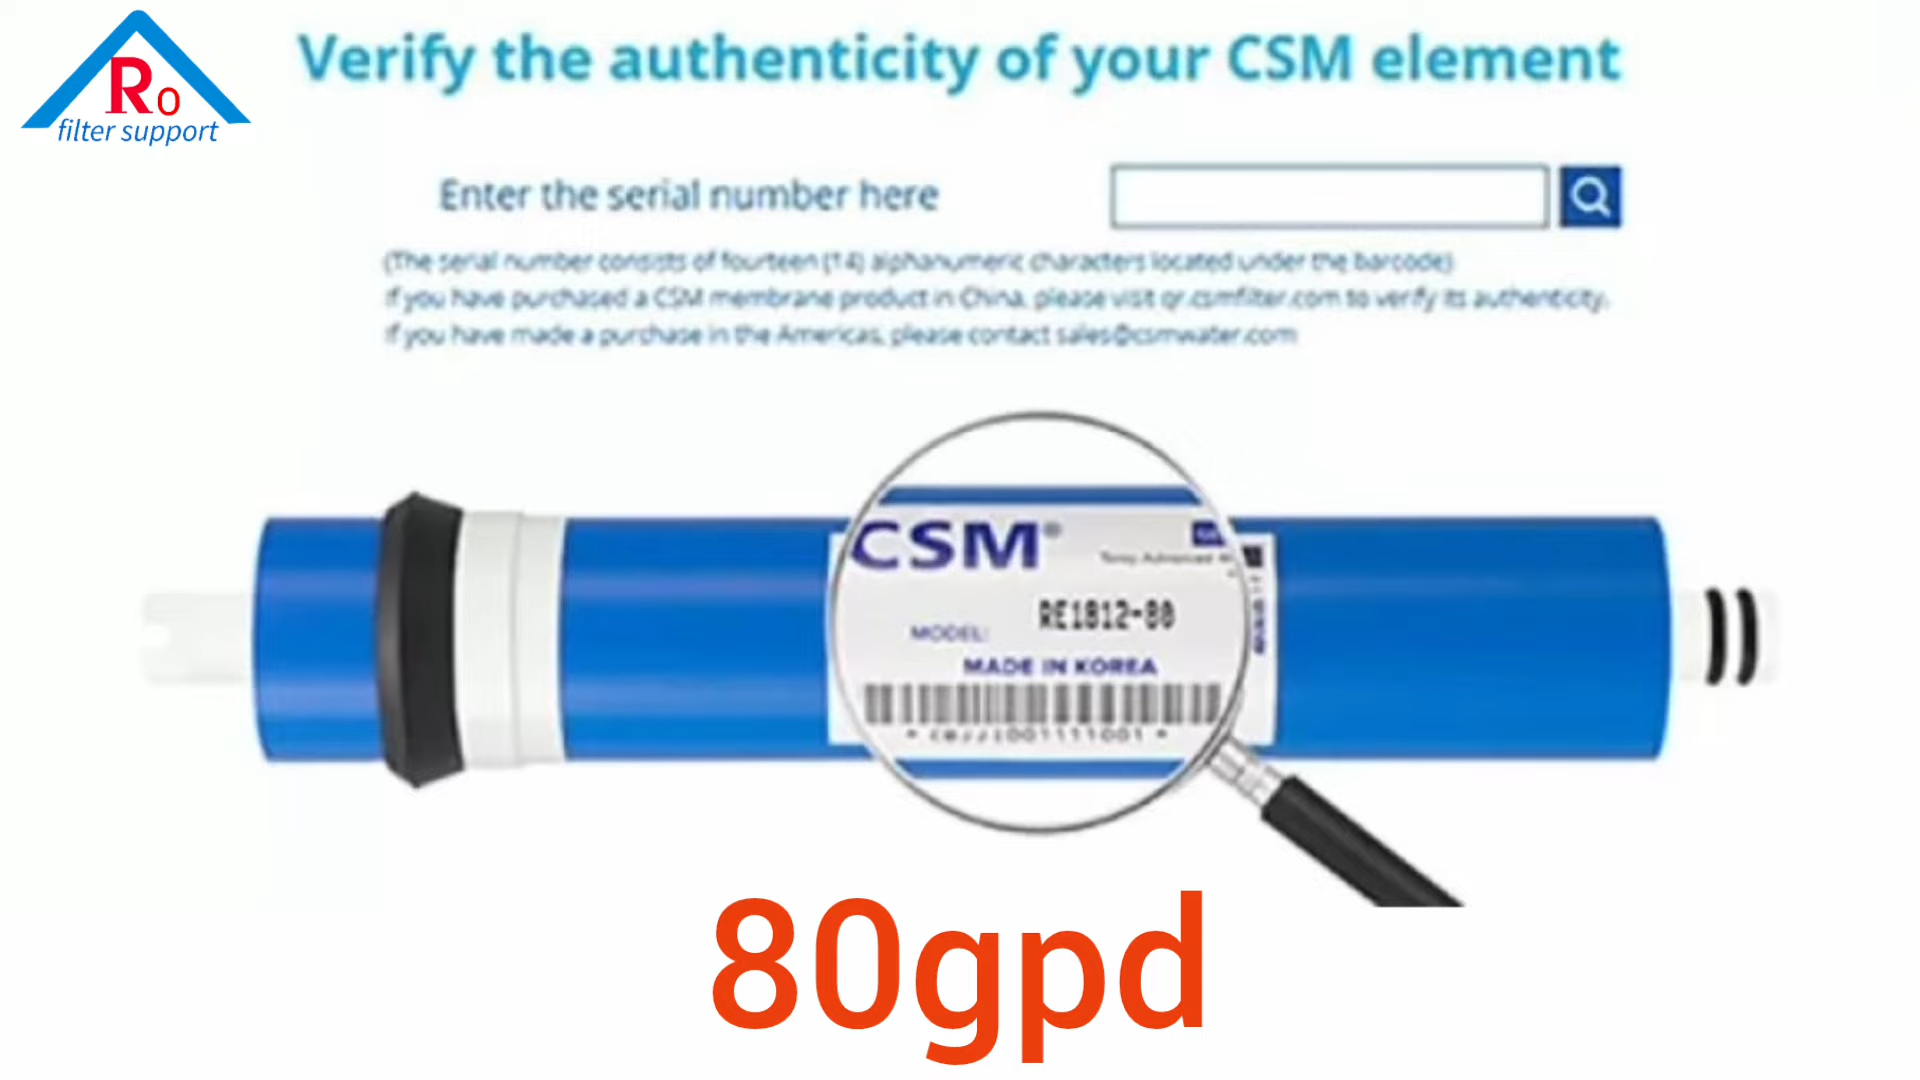 Ro
filter support
Verify the authenticity of your CSM element
Enter the serial number here
(The serial number consists of fourteen (14) alphanumeric characters located under the barcode)
If you have purchased a CSM membrane product in China, please visit qr.csmfilter.com to verify its authenticity.
If you have made a purchase in the Americas, please contact sales@csmwater.com
CSM®
Toray Advanced
RE1812-80
MODEL:
MADE IN KOREA
80gpd